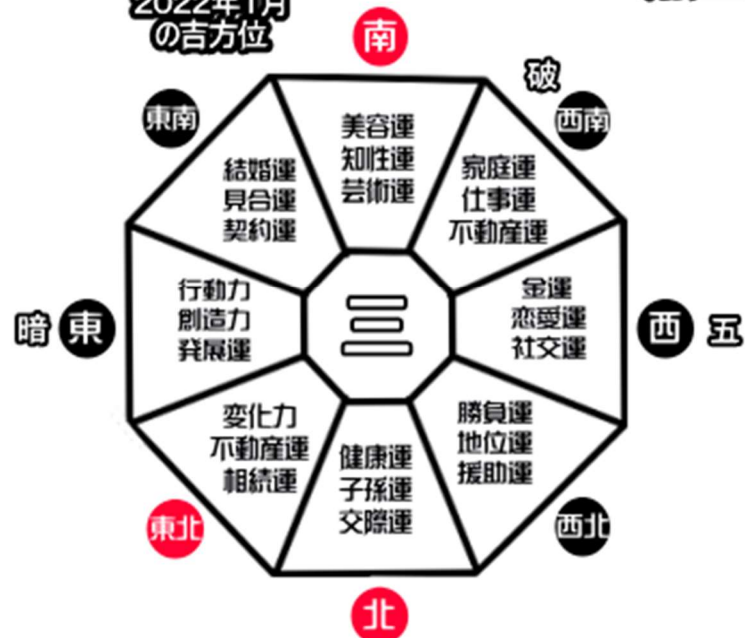 2022年1月
の吉方位
南
破
東南
西南
美容運
知性運
芸術運
結婚運
見合運
契約運
家庭運
仕事運
不動産運
行動力
創造力
発展運
金運
恋愛運
社交運
暗
東
三
西
五
変化力
不動産運
相続運
健康運
子孫運
交際運
勝負運
地位運
援助運
東北
西北
北